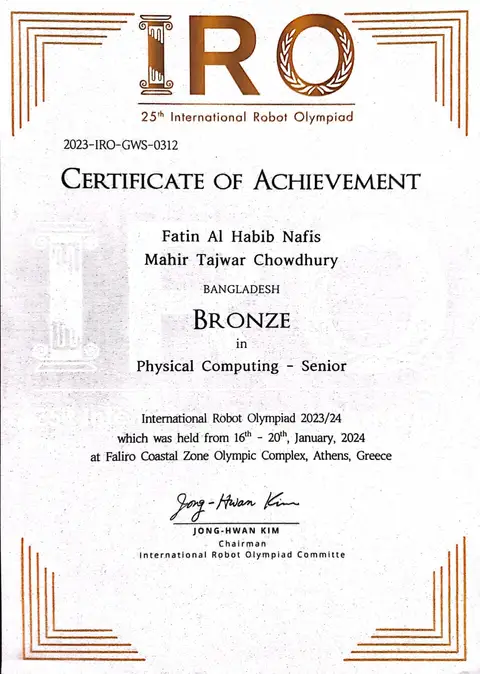 IRO
25th International Robot Olympiad
2023-IRO-GWS-0312
CERTIFICATE OF ACHIEVEMENT
Fatin Al Habib Nafis
Mahir Tajwar Chowdhury
BANGLADESH
BRONZE
in
Physical Computing - Senior
International Robot Olympiad 2023/24
which was held from 16th - 20th, January, 2024
at Faliro Coastal Zone Olympic Complex, Athens, Greece
Jong-Hwan Kim
JONG-HWAN KIM
Chairman
International Robot Olympiad Committe